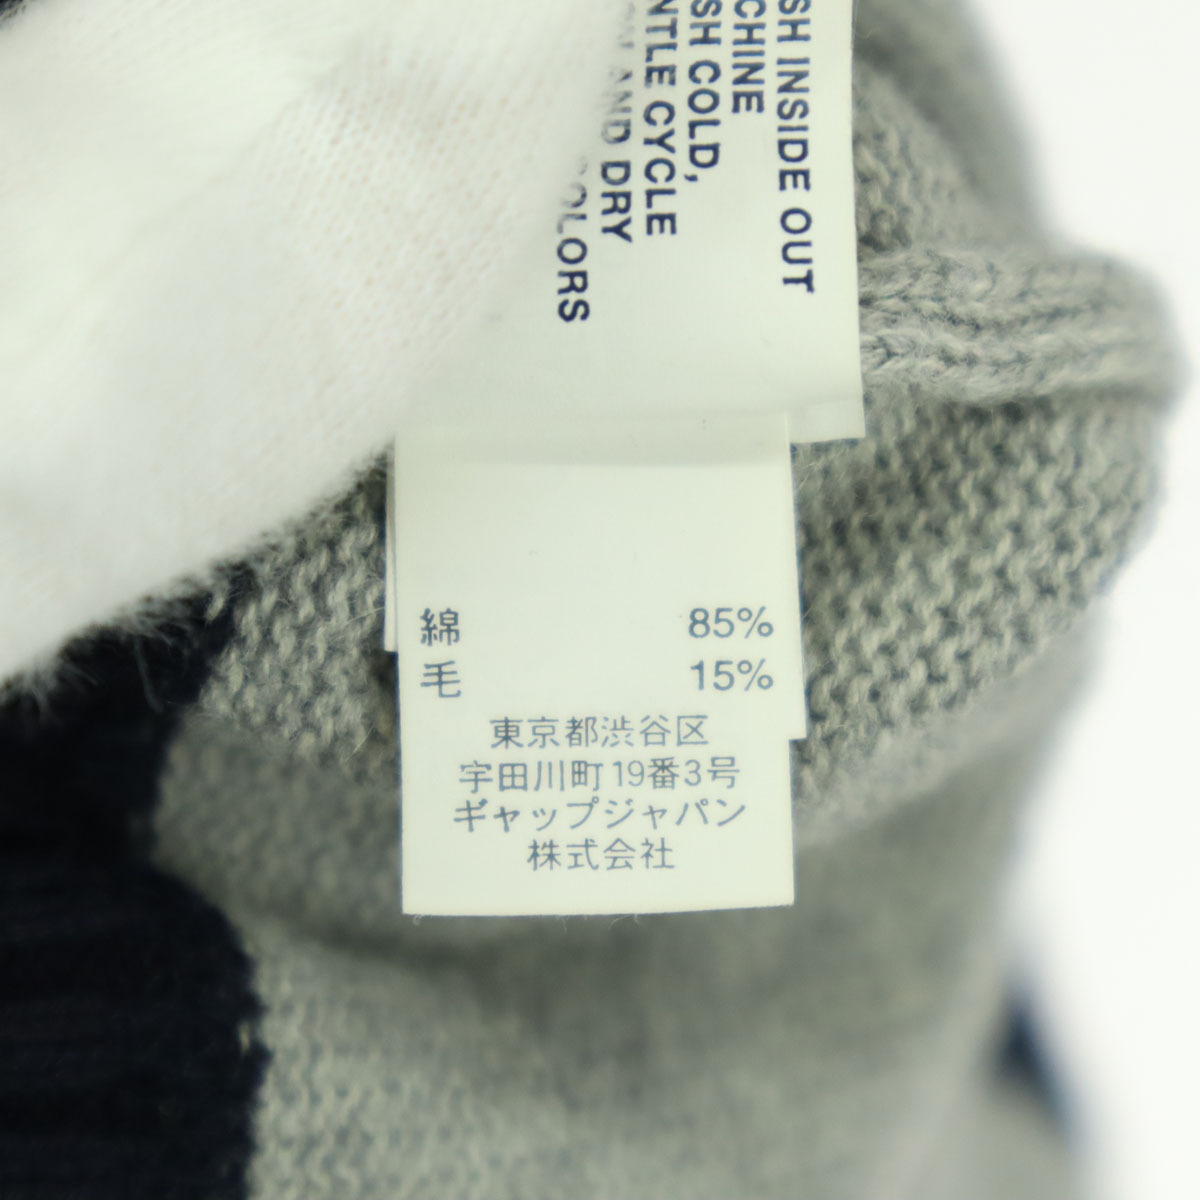 SH INSIDE OUT
CHINE
SH COLD,
NTLE CYCLE
AND DRY
COLORS
綿 85%
毛 15%
東京都渋谷区
宇田川町19番3号
ギャップジャパン
株式会社